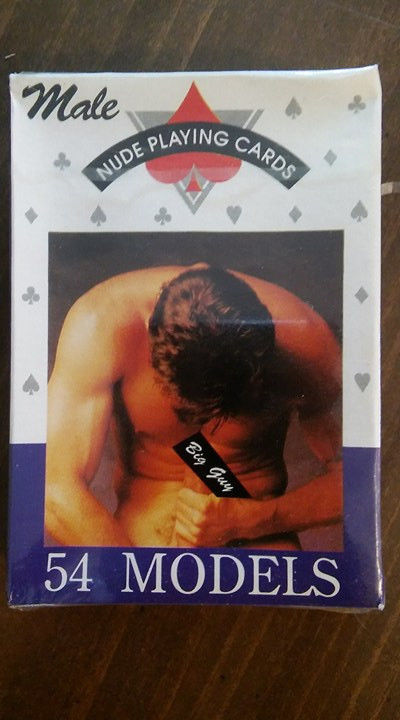 Male
NUDE PLAYING CARDS
Big Guy
54 MODELS